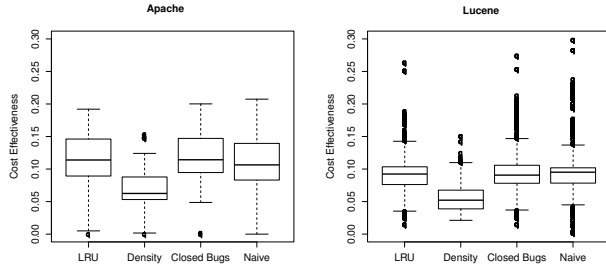 Apache
Cost Effectiveness
0.00 0.05 0.10 0.15 0.20 0.25 0.30
LRU Density Closed Bugs Naive
Lucene
Cost Effectiveness
0.00 0.05 0.10 0.15 0.20 0.25 0.30
LRU Density Closed Bugs Naive